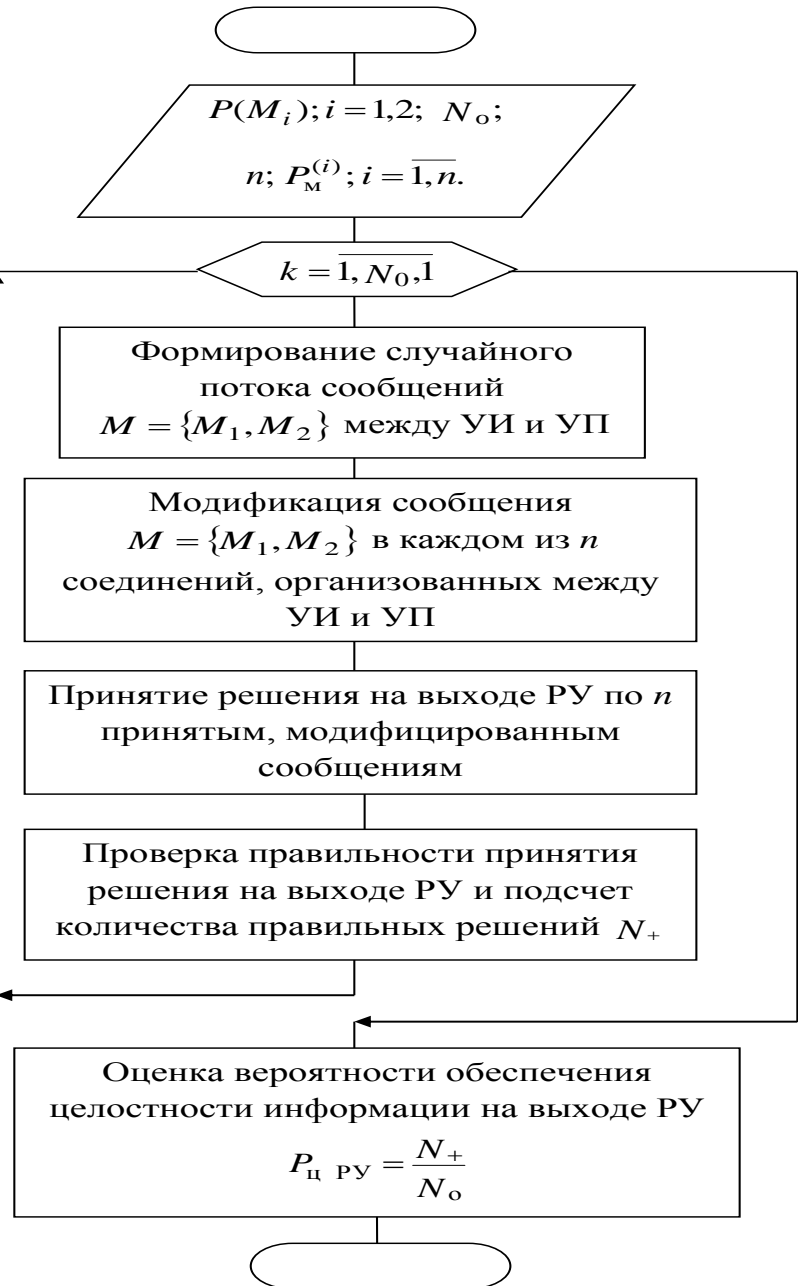 P(M_i); i = 1,2; N_о;
n; P_м^(i); i = \overline{1, n}.
k = \overline{1, N_0, 1}
Формирование случайного
потока сообщений
M = {M_1, M_2} между УИ и УП
Модификация сообщения
M = {M_1, M_2} в каждом из n
соединений, организованных между
УИ и УП
Принятие решения на выходе РУ по n
принятым, модифицированным
сообщениям
Проверка правильности принятия
решения на выходе РУ и подсчет
количества правильных решений N_+
Оценка вероятности обеспечения
целостности информации на выходе РУ
P_ц РУ = N_+ / N_о